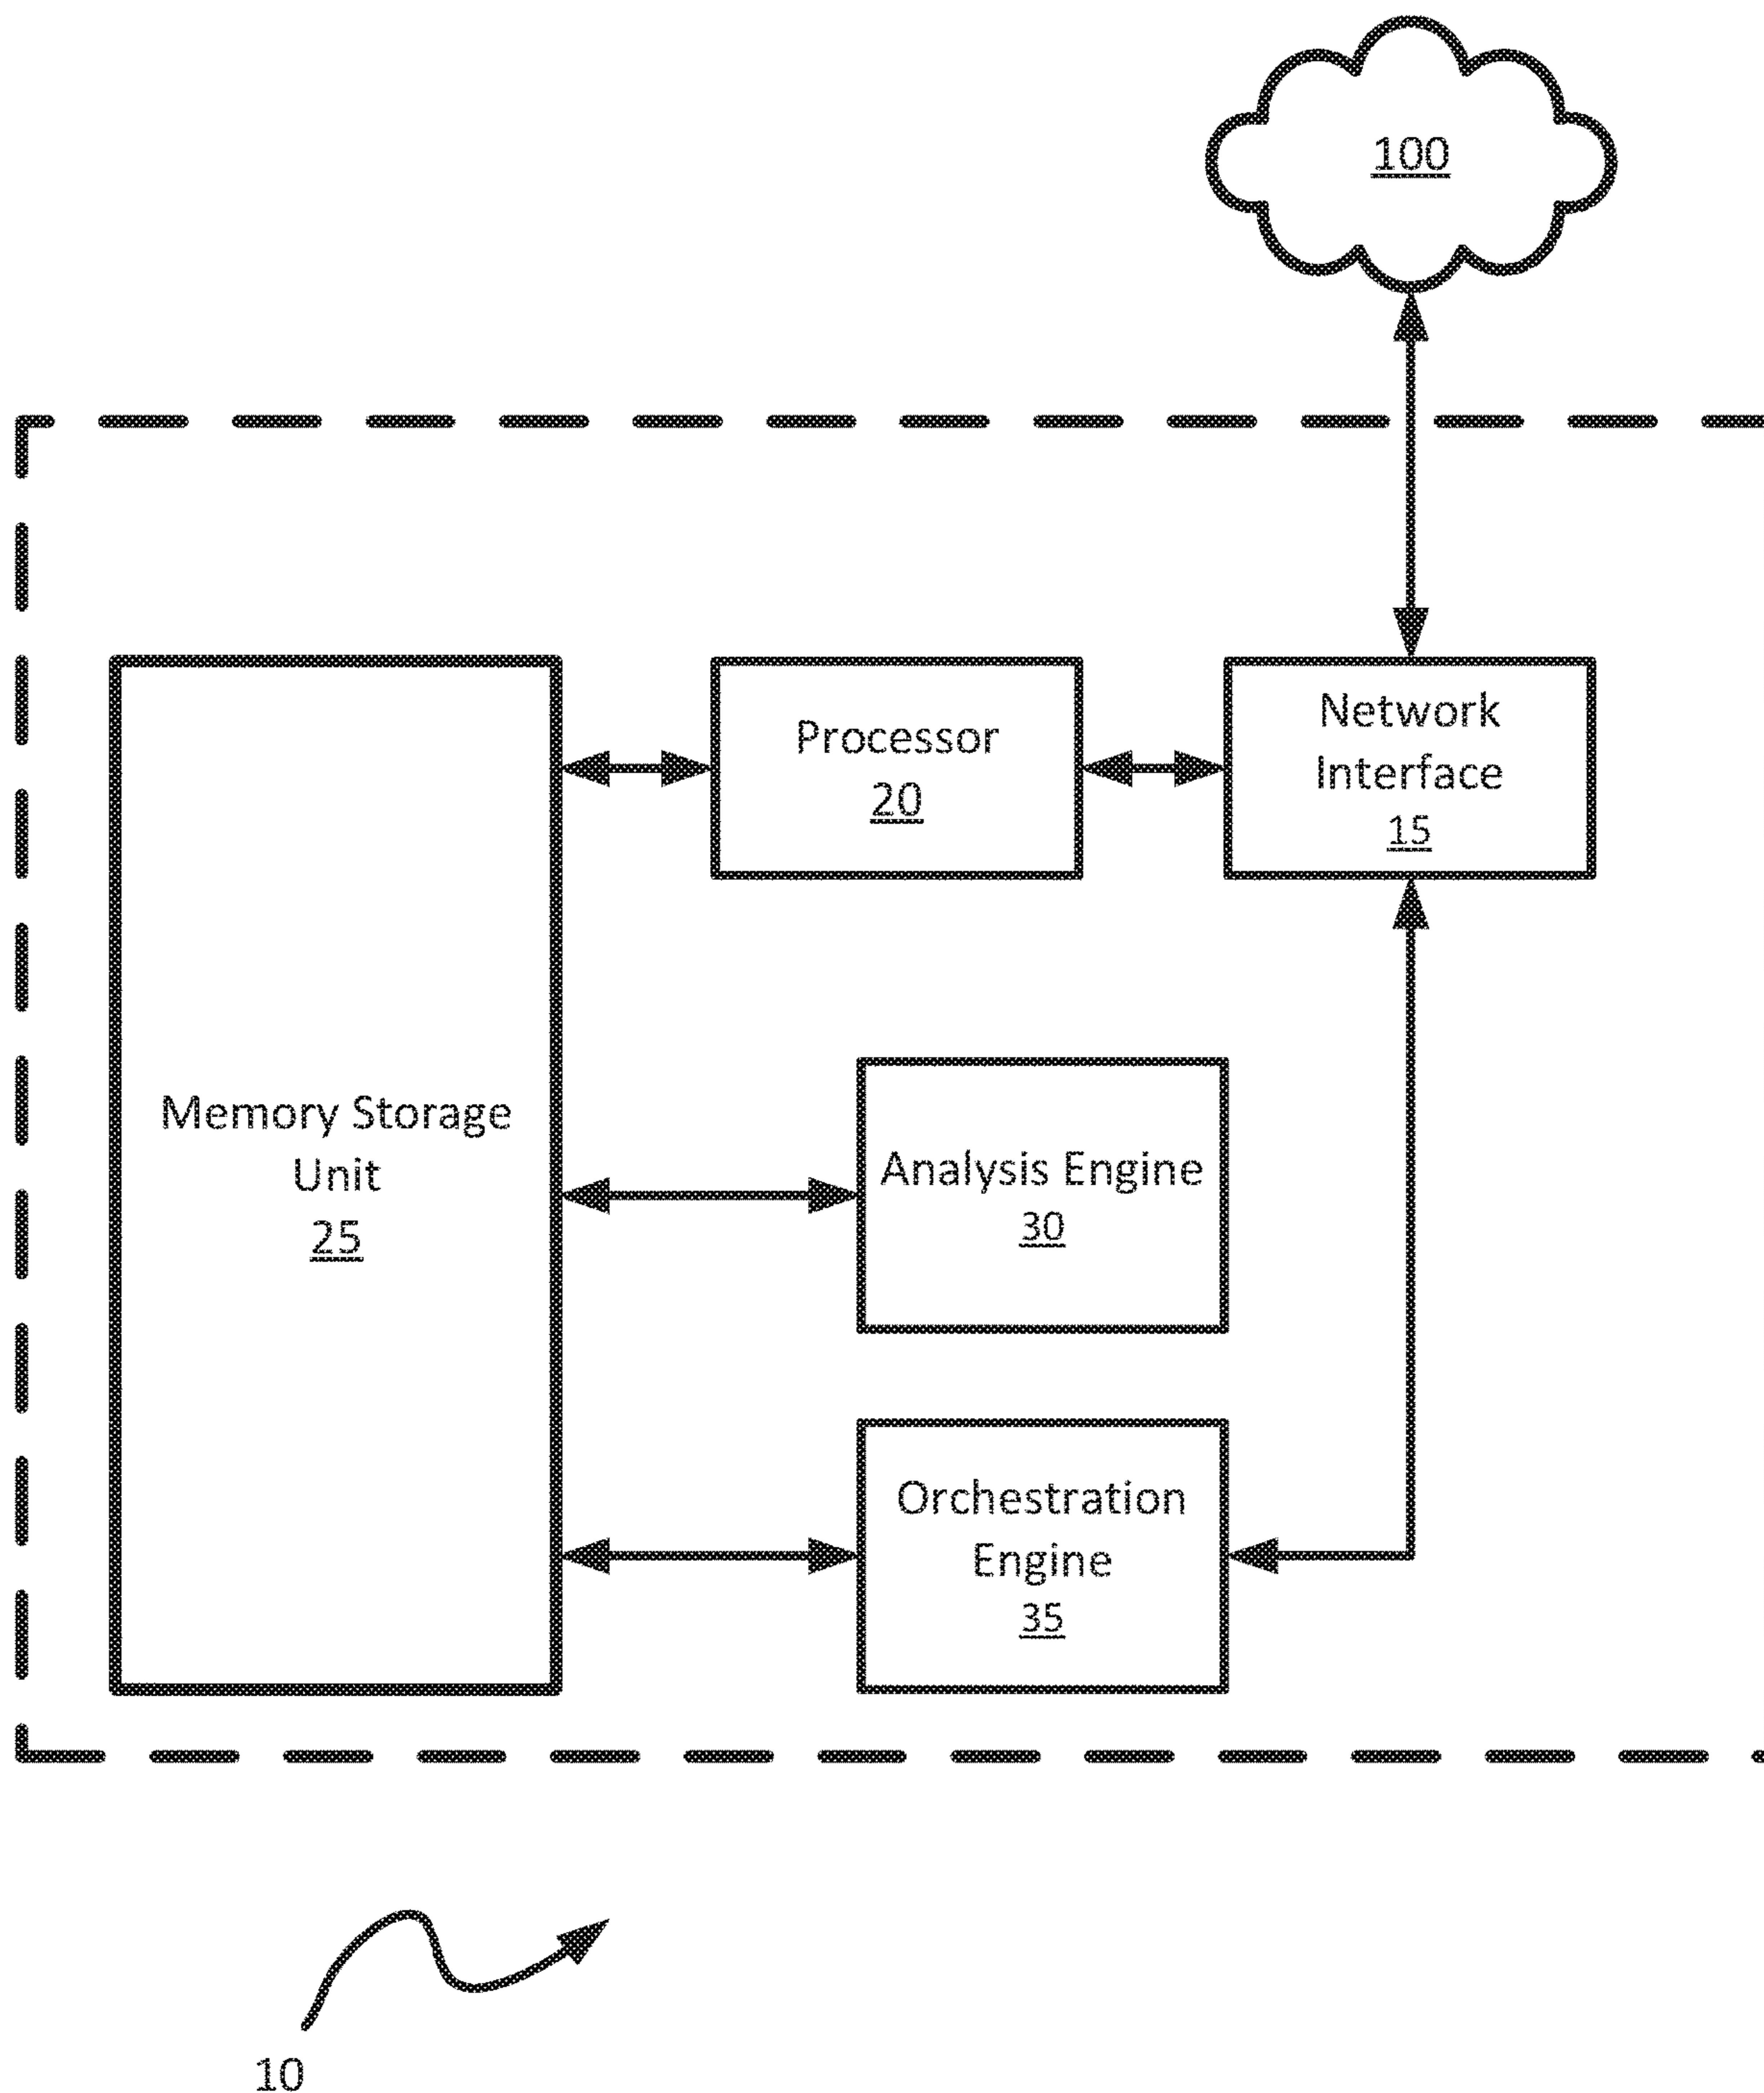 100
Processor
20
Network
Interface
15
Memory Storage
Unit
25
Analysis Engine
30
Orchestration
Engine
35
10